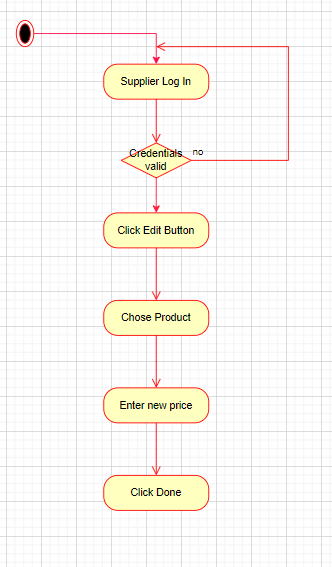 Supplier Log In
Credentials
valid
no
Click Edit Button
Chose Product
Enter new price
Click Done